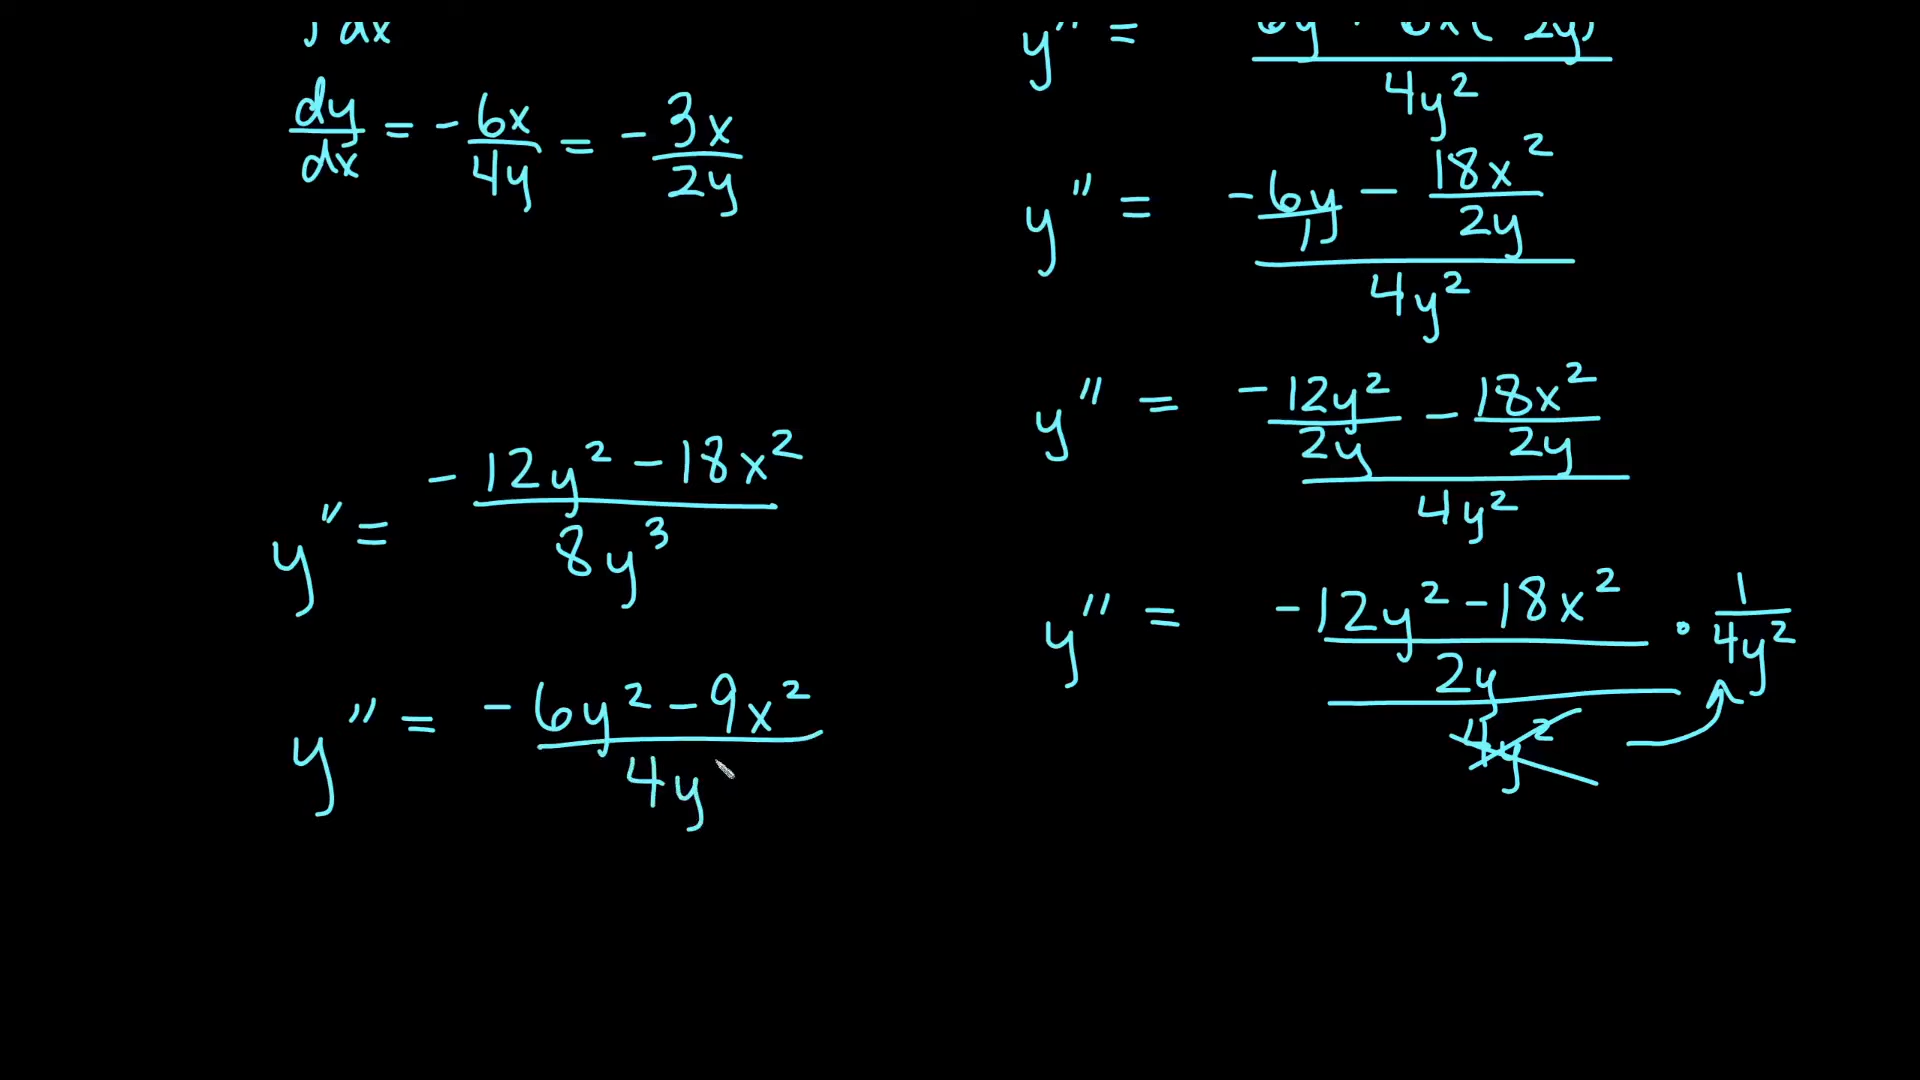 dy/dx = - 6x/4y = - 3x/2y
y'' = (-12y² - 18x²)/(8y³)
y'' = (-6y² - 9x²)/(4y
y'' = /(4y²)
y'' = (-6y/1 - 18x²/2y)/(4y²)
y'' = (-12y²/2y - 18x²/2y)/(4y²)
y'' = ((-12y² - 18x²)/2y)/(4y²) · 1/(4y²)